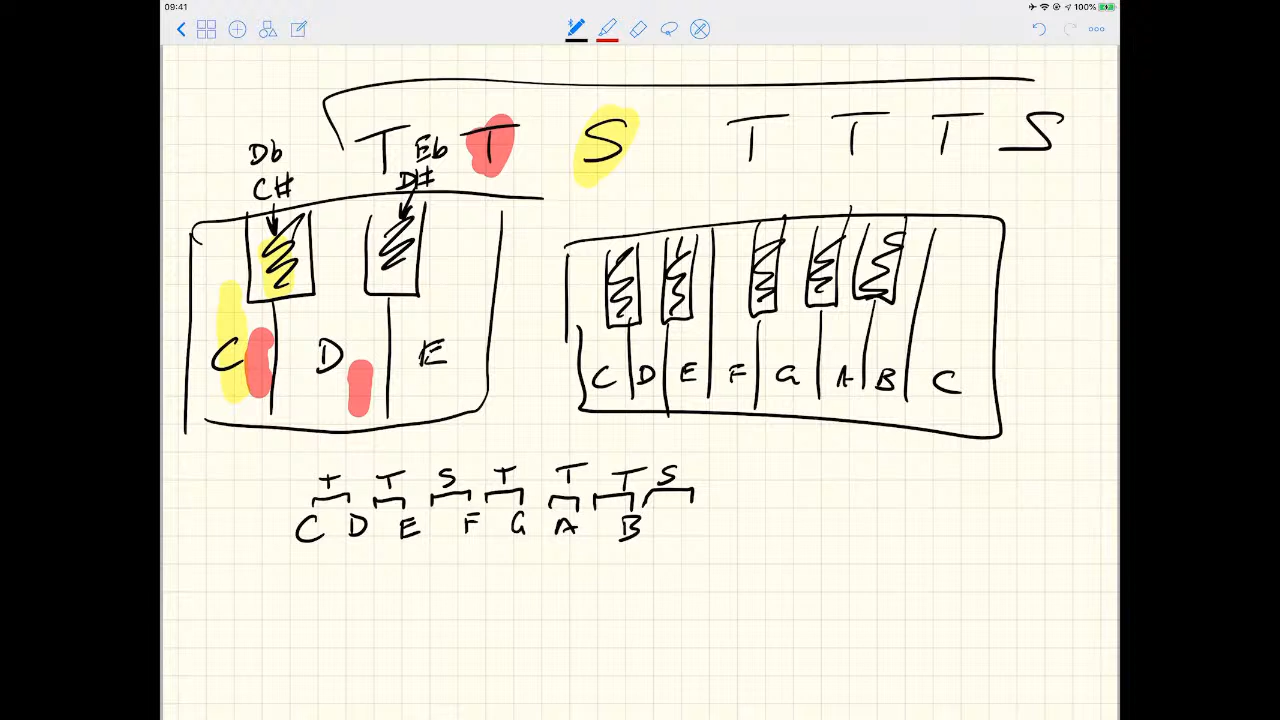 09:41
100%
T T S T T T S
Db Eb
C# D#
C D E
C D E F G A B C
T T S T T T S
C D E F G A B